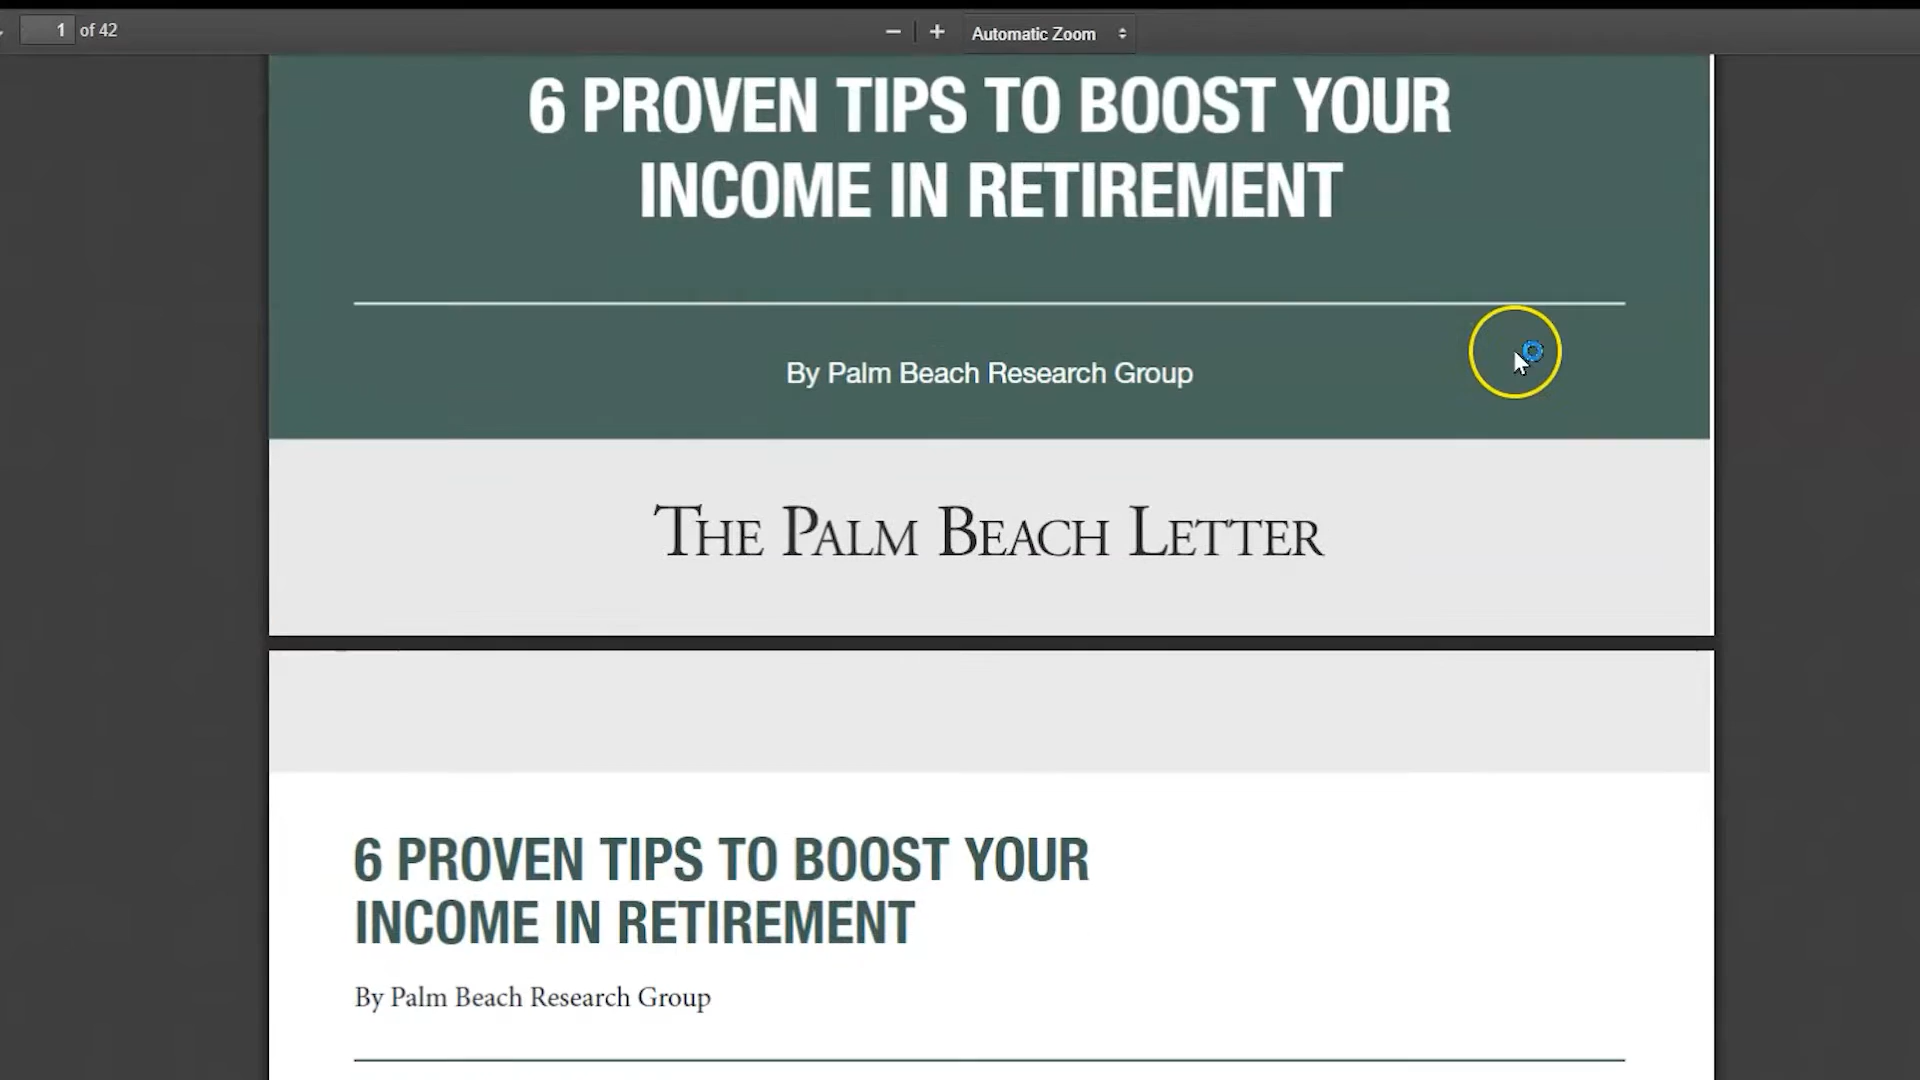 1 of 42
Automatic Zoom
6 PROVEN TIPS TO BOOST YOUR
INCOME IN RETIREMENT
By Palm Beach Research Group
THE PALM BEACH LETTER
6 PROVEN TIPS TO BOOST YOUR
INCOME IN RETIREMENT
By Palm Beach Research Group